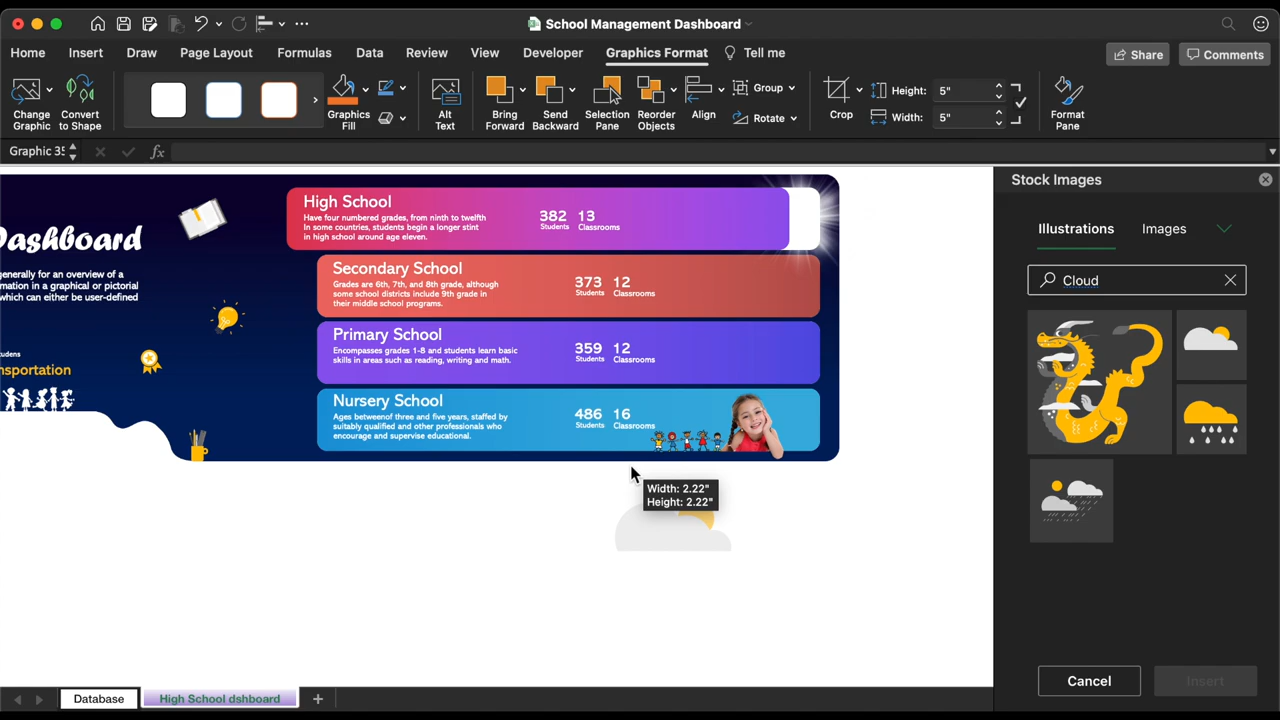 School Management Dashboard
Home Insert Draw Page Layout Formulas Data Review View Developer Graphics Format Tell me
Share Comments
Change Graphic
Convert to Shape
Graphics Fill
Alt Text
Bring Forward
Send Backward
Selection Pane
Reorder Objects
Align
Group
Rotate
Crop
Height: 5"
Width: 5"
Format Pane
Graphic 35
fx
Dashboard
generally for an overview of a
mation in a graphical or pictorial
which can either be user-defined
tudens
nsportation
High School
Have four numbered grades, from ninth to twelfth
In some countries, students begin a longer stint
in high school around age eleven.
382 13
Students Classrooms
Secondary School
Grades are 6th, 7th, and 8th grade, although
some school districts include 9th grade in
their middle school programs.
373 12
Students Classrooms
Primary School
Encompasses grades 1-8 and students learn basic
skills in areas such as reading, writing and math.
359 12
Students Classrooms
Nursery School
Ages betweenof three and five years, staffed by
suitably qualified and other professionals who
encourage and supervise educational.
486 16
Students Classrooms
Width: 2.22"
Height: 2.22"
Stock Images
Illustrations Images
Cloud
Cancel Insert
Database High School dshboard